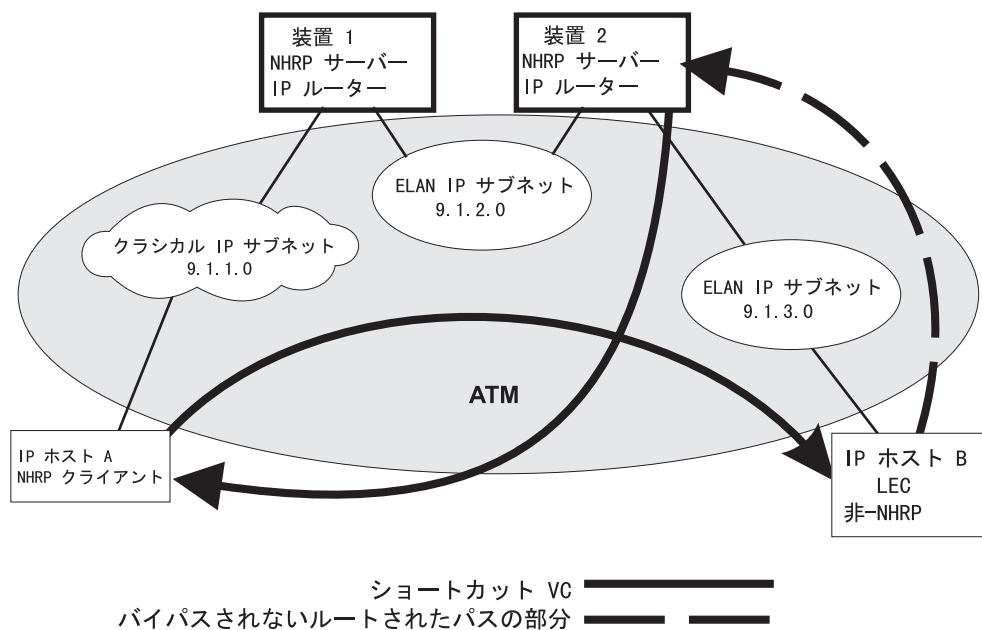 装置 1
NHRP サーバー
IP ルーター
装置 2
NHRP サーバー
IP ルーター
ELAN IP サブネット
9.1.2.0
クラシカル IP サブネット
9.1.1.0
ELAN IP サブネット
9.1.3.0
ATM
IP ホスト A
NHRP クライアント
IP ホスト B
LEC
非-NHRP
ショートカット VC
バイパスされないルートされたパスの部分